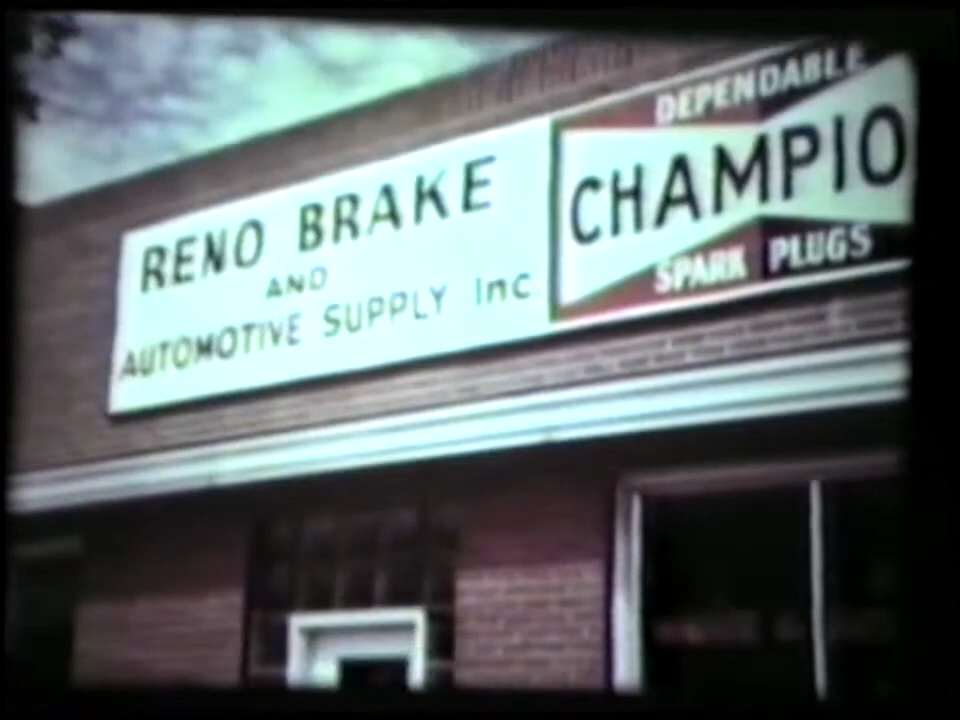 RENO BRAKE
AND
AUTOMOTIVE SUPPLY Inc
DEPENDABLE
CHAMPIO
SPARK PLUGS